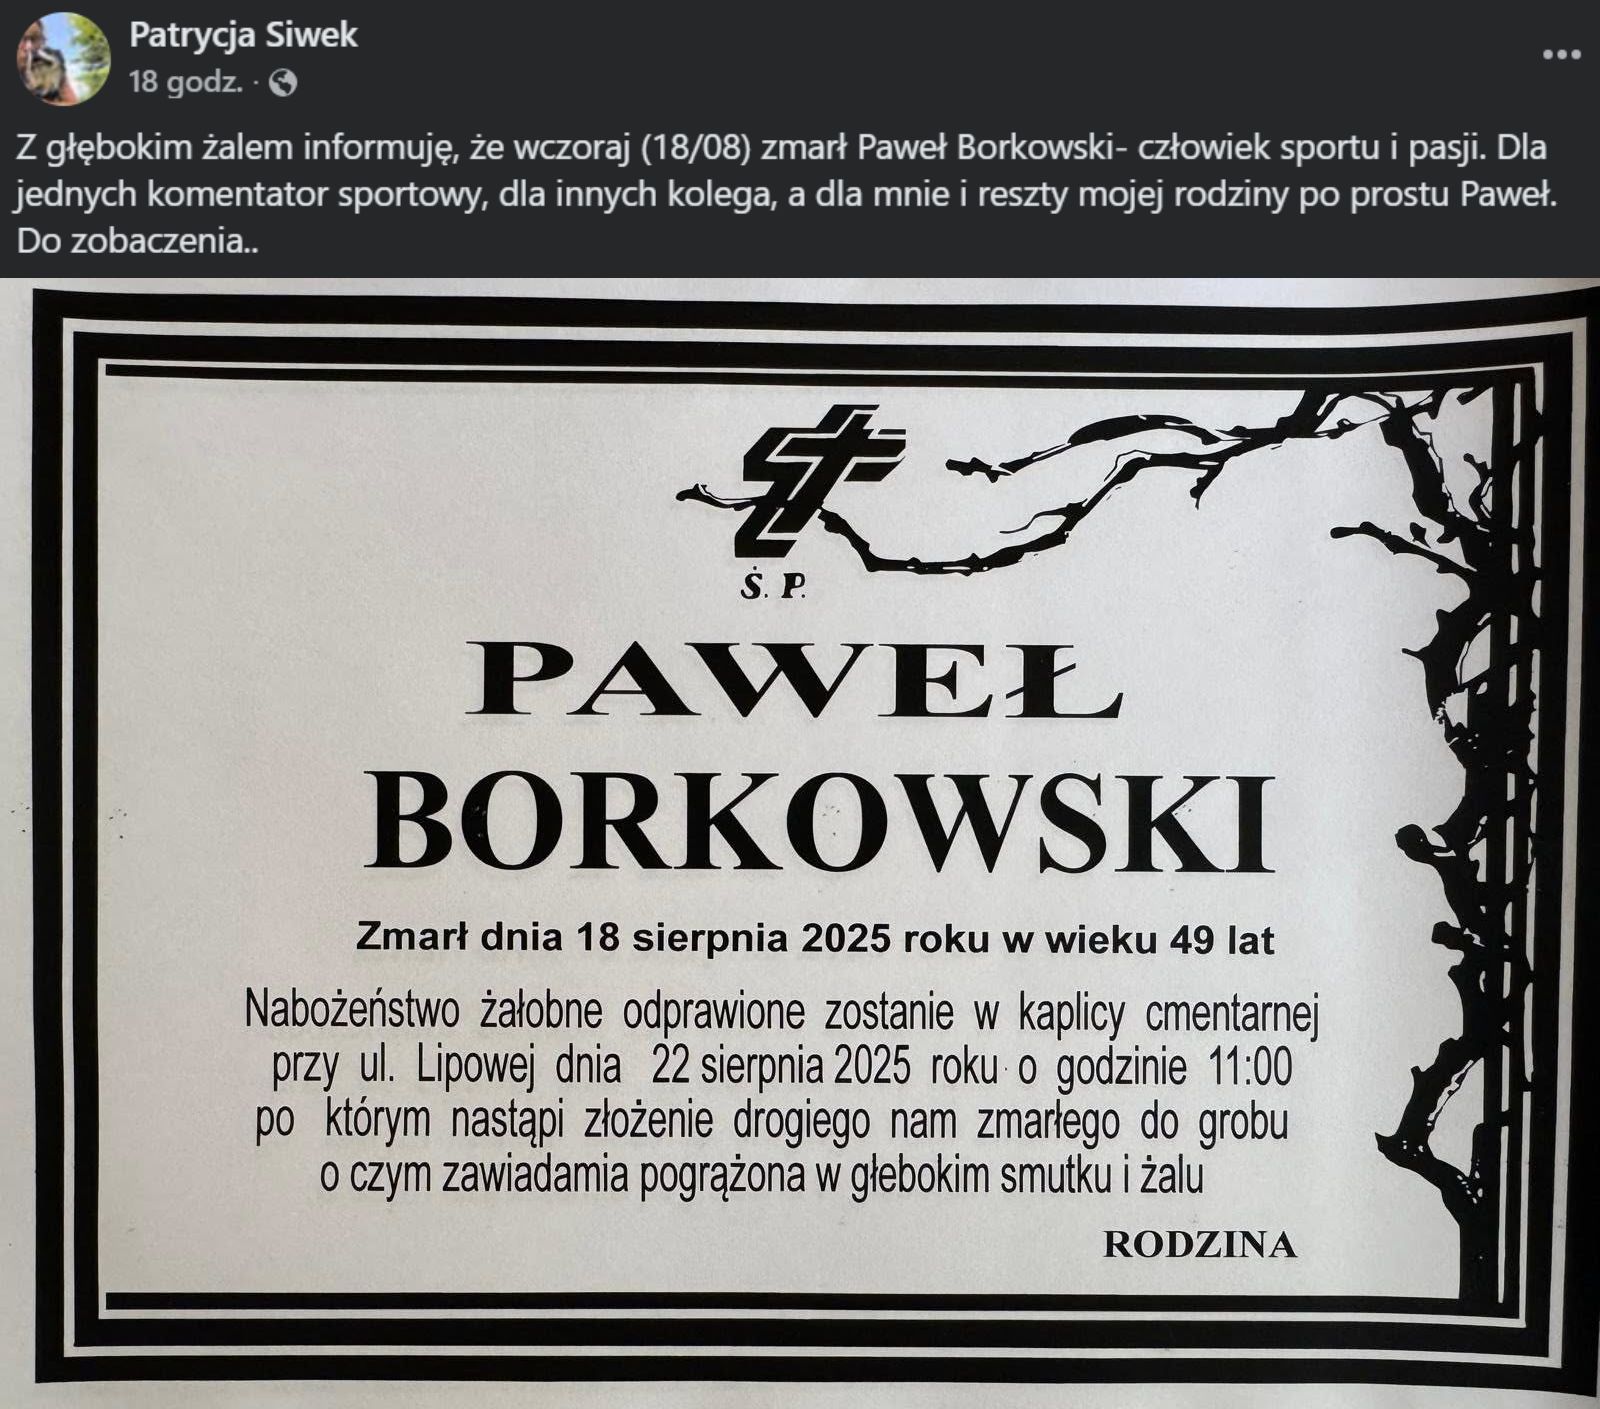 Patrycja Siwek
18 godz. ·
Z głębokim żalem informuję, że wczoraj (18/08) zmarł Paweł Borkowski- człowiek sportu i pasji. Dla
jednych komentator sportowy, dla innych kolega, a dla mnie i reszty mojej rodziny po prostu Paweł.
Do zobaczenia..
Ś. P.
PAWEŁ
BORKOWSKI
Zmarł dnia 18 sierpnia 2025 roku w wieku 49 lat
Nabożeństwo żałobne odprawione zostanie w kaplicy cmentarnej
przy ul. Lipowej dnia 22 sierpnia 2025 roku o godzinie 11:00
po którym nastąpi złożenie drogiego nam zmarłego do grobu
o czym zawiadamia pogrążona w głebokim smutku i żalu
RODZINA